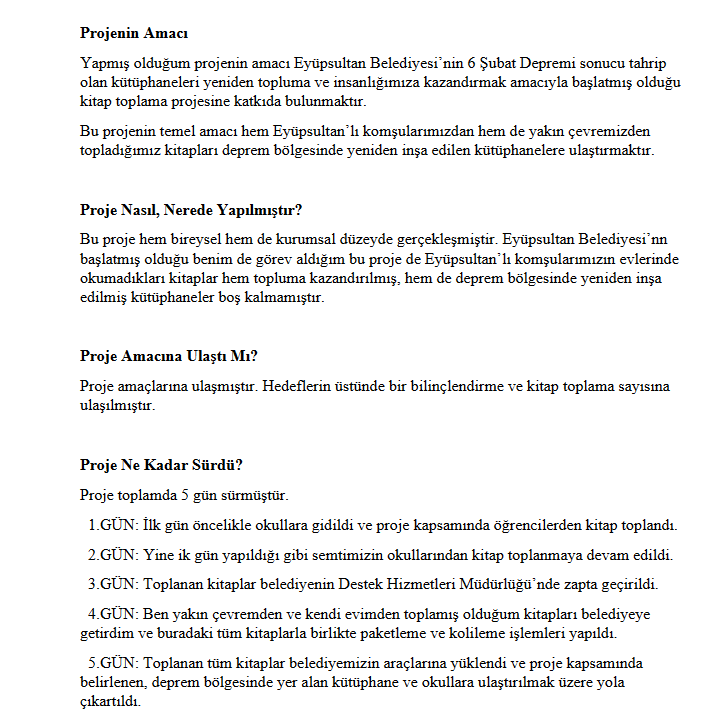 Projenin Amacı
Yapmış olduğum projenin amacı Eyüpsultan Belediyesi’nin 6 Şubat Depremi sonucu tahrip
olan kütüphaneleri yeniden topluma ve insanlığımıza kazandırmak amacıyla başlatmış olduğu
kitap toplama projesine katkıda bulunmaktır.
Bu projenin temel amacı hem Eyüpsultan’lı komşularımızdan hem de yakın çevremizden
topladığımız kitapları deprem bölgesinde yeniden inşa edilen kütüphanelere ulaştırmaktır.
Proje Nasıl, Nerede Yapılmıştır?
Bu proje hem bireysel hem de kurumsal düzeyde gerçekleşmiştir. Eyüpsultan Belediyesi’nn
başlatmış olduğu benim de görev aldığım bu proje de Eyüpsultan’lı komşularımızın evlerinde
okumadıkları kitaplar hem topluma kazandırılmış, hem de deprem bölgesinde yeniden inşa
edilmiş kütüphaneler boş kalmamıştır.
Proje Amacına Ulaştı Mı?
Proje amaçlarına ulaşmıştır. Hedeflerin üstünde bir bilinçlendirme ve kitap toplama sayısına
ulaşılmıştır.
Proje Ne Kadar Sürdü?
Proje toplamda 5 gün sürmüştür.
1.GÜN: İlk gün öncelikle okullara gidildi ve proje kapsamında öğrencilerden kitap toplandı.
2.GÜN: Yine ik gün yapıldığı gibi semtimizin okullarından kitap toplanmaya devam edildi.
3.GÜN: Toplanan kitaplar belediyenin Destek Hizmetleri Müdürlüğü’nde zapta geçirildi.
4.GÜN: Ben yakın çevremden ve kendi evimden toplamış olduğum kitapları belediyeye
getirdim ve buradaki tüm kitaplarla birlikte paketleme ve kolileme işlemleri yapıldı.
5.GÜN: Toplanan tüm kitaplar belediyemizin araçlarına yüklendi ve proje kapsamında
belirlenen, deprem bölgesinde yer alan kütüphane ve okullara ulaştırılmak üzere yola
çıkartıldı.